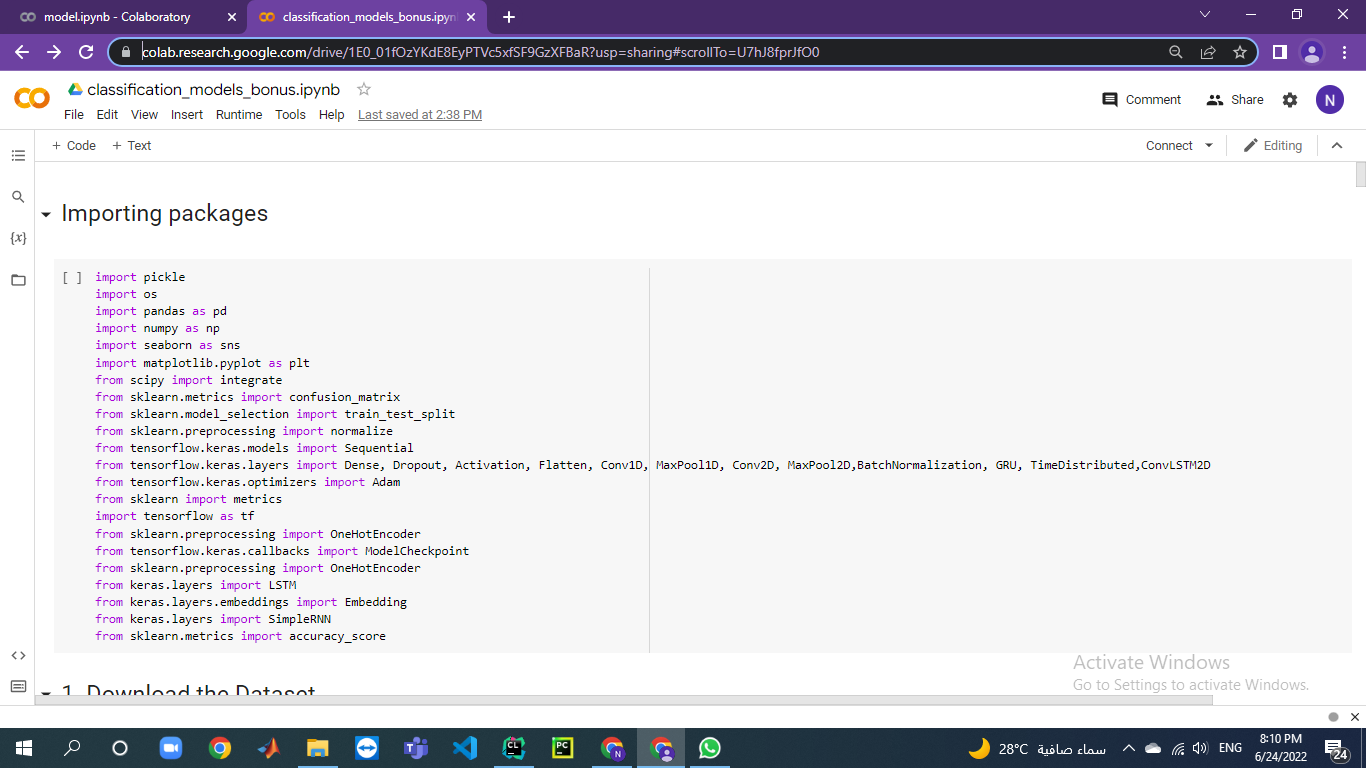 model.ipynb - Colaboratory
classification_models_bonus.ipyn
colab.research.google.com/drive/1E0_01fOzYKdE8EyPTVc5xfSF9GzXFBaR?usp=sharing#scrollTo=U7hJ8fprJfO0
classification_models_bonus.ipynb
Comment
Share
N
File Edit View Insert Runtime Tools Help Last saved at 2:38 PM
+ Code + Text
Connect
Editing
Importing packages
{x}
[ ]
import pickle
import os
import pandas as pd
import numpy as np
import seaborn as sns
import matplotlib.pyplot as plt
from scipy import integrate
from sklearn.metrics import confusion_matrix
from sklearn.model_selection import train_test_split
from sklearn.preprocessing import normalize
from tensorflow.keras.models import Sequential
from tensorflow.keras.layers import Dense, Dropout, Activation, Flatten, Conv1D, MaxPool1D, Conv2D, MaxPool2D,BatchNormalization, GRU, TimeDistributed,ConvLSTM2D
from tensorflow.keras.optimizers import Adam
from sklearn import metrics
import tensorflow as tf
from sklearn.preprocessing import OneHotEncoder
from tensorflow.keras.callbacks import ModelCheckpoint
from sklearn.preprocessing import OneHotEncoder
from keras.layers import LSTM
from keras.layers.embeddings import Embedding
from keras.layers import SimpleRNN
from sklearn.metrics import accuracy_score
1. Download the Dataset
Activate Windows
Go to Settings to activate Windows.
28°C سماء صافية
ENG
8:10 PM
6/24/2022
24